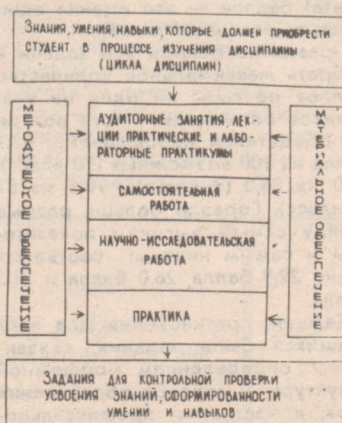 ЗНАНИЯ, УМЕНИЯ, НАВЫКИ, КОТОРЫЕ ДОЛЖЕН ПРИОБРЕСТИ
СТУДЕНТ В ПРОЦЕССЕ ИЗУЧЕНИЯ ДИСЦИПЛИНЫ
(ЦИКЛА ДИСЦИПЛИН)
МЕТОДИЧЕСКОЕ ОБЕСПЕЧЕНИЕ
АУДИТОРНЫЕ ЗАНЯТИЯ, ЛЕК
ЦИИ, ПРАКТИЧЕСКИЕ И ЛАБО-
РАТОРНЫЕ ПРАКТИКУМЫ
САМОСТОЯТЕЛЬНАЯ
РАБОТА
НАУЧНО-ИССЛЕДОВАТЕЛЬСКАЯ
РАБОТА
ПРАКТИКА
МАТЕРИАЛЬНОЕ ОБЕСПЕЧЕНИЕ
ЗАДАНИЯ ДЛЯ КОНТРОЛЬНОЙ ПРОВЕРКИ
УСВОЕНИЯ ЗНАНИЙ, СФОРМИРОВАННОСТИ
УМЕНИЙ И НАВЫКОВ